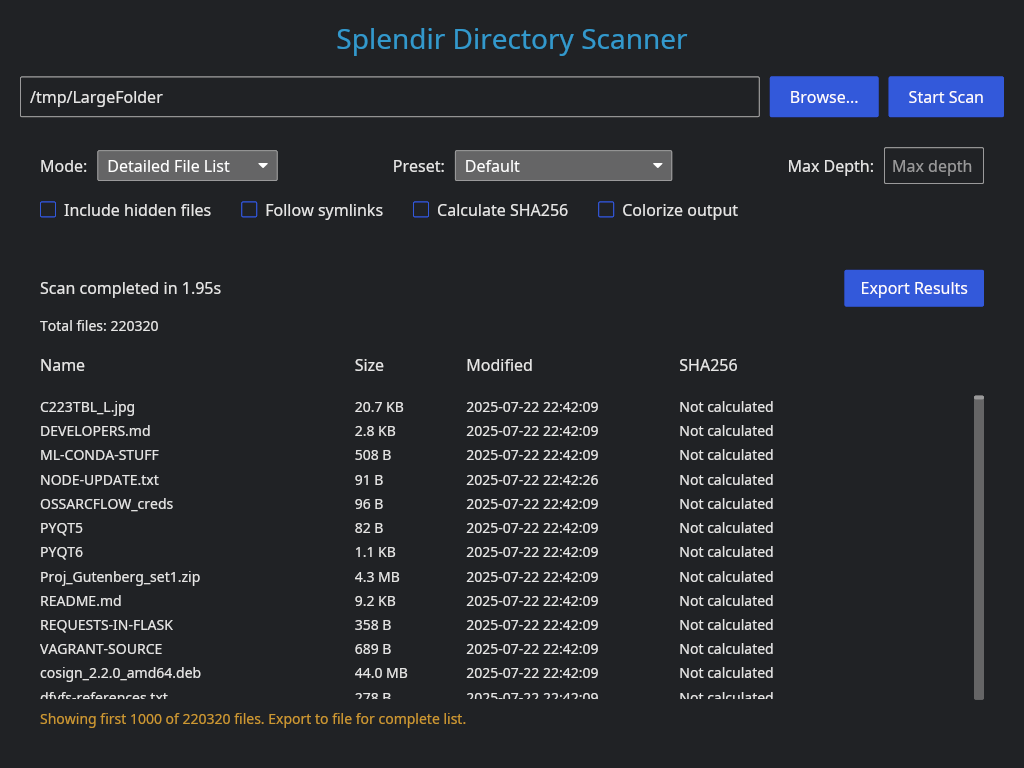 Splendir Directory Scanner
/tmp/LargeFolder Browse... Start Scan
Mode: Detailed File List Preset: Default Max Depth: Max depth
Include hidden files Follow symlinks Calculate SHA256 Colorize output
Scan completed in 1.95s Export Results
Total files: 220320
Name Size Modified SHA256
C223TBL_L.jpg 20.7 KB 2025-07-22 22:42:09 Not calculated
DEVELOPERS.md 2.8 KB 2025-07-22 22:42:09 Not calculated
ML-CONDA-STUFF 508 B 2025-07-22 22:42:09 Not calculated
NODE-UPDATE.txt 91 B 2025-07-22 22:42:26 Not calculated
OSSARCFLOW_creds 96 B 2025-07-22 22:42:09 Not calculated
PYQT5 82 B 2025-07-22 22:42:09 Not calculated
PYQT6 1.1 KB 2025-07-22 22:42:09 Not calculated
Proj_Gutenberg_set1.zip 4.3 MB 2025-07-22 22:42:09 Not calculated
README.md 9.2 KB 2025-07-22 22:42:09 Not calculated
REQUESTS-IN-FLASK 358 B 2025-07-22 22:42:09 Not calculated
VAGRANT-SOURCE 689 B 2025-07-22 22:42:09 Not calculated
cosign_2.2.0_amd64.deb 44.0 MB 2025-07-22 22:42:09 Not calculated
dfvfs-references.txt 278 B 2025-07-22 22:42:09 Not calculated
Showing first 1000 of 220320 files. Export to file for complete list.